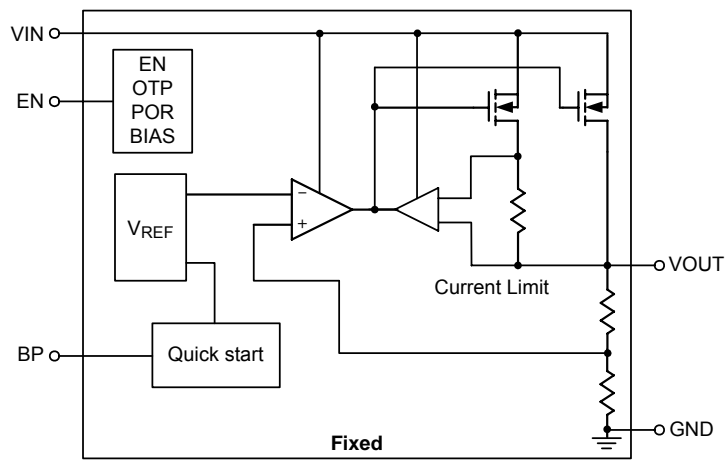 VIN
EN
EN
OTP
POR
BIAS
VREF
−
+
Current Limit
VOUT
BP
Quick start
GND
Fixed